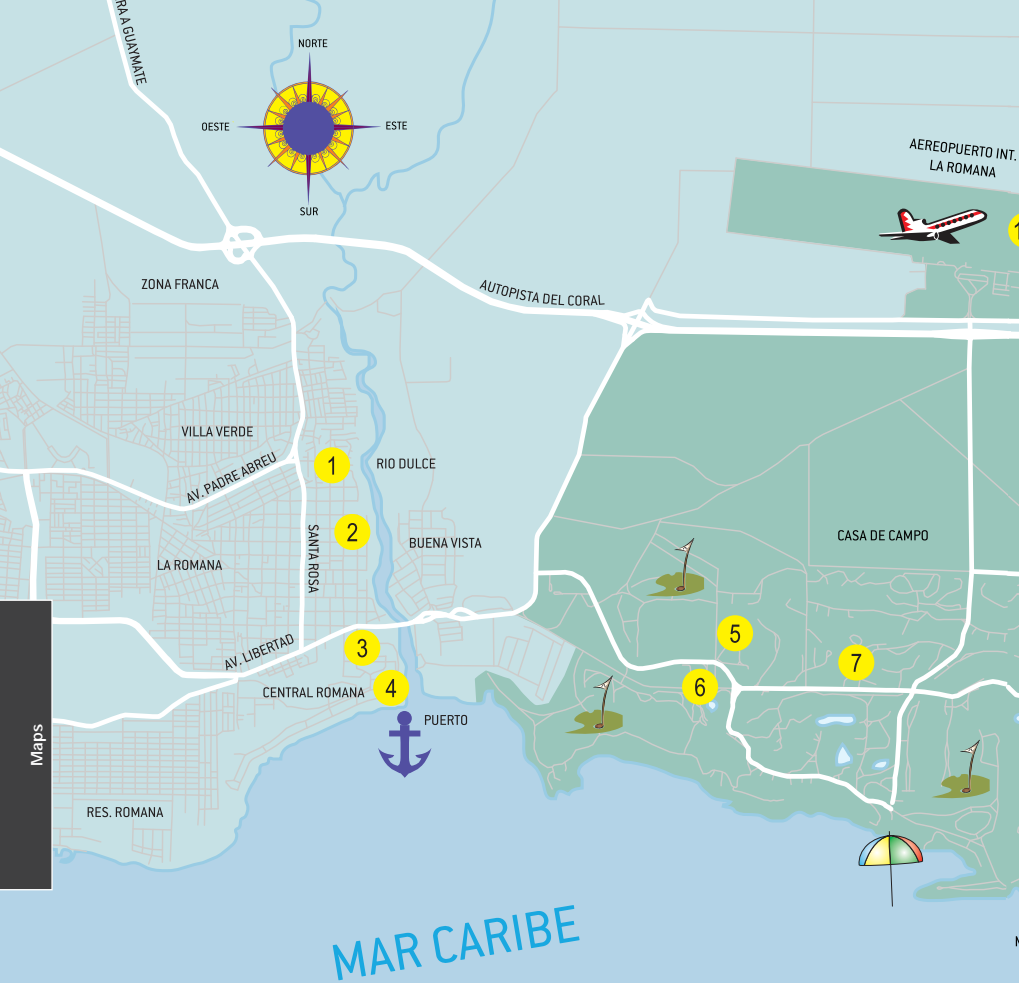 RA A GUAYMATE
NORTE
OESTE
ESTE
SUR
AEREOPUERTO INT.
LA ROMANA
ZONA FRANCA
AUTOPISTA DEL CORAL
VILLA VERDE
AV. PADRE ABREU
1
RIO DULCE
2
SANTA ROSA
BUENA VISTA
CASA DE CAMPO
LA ROMANA
AV. LIBERTAD
3
5
7
CENTRAL ROMANA
4
6
PUERTO
Maps
RES. ROMANA
MAR CARIBE